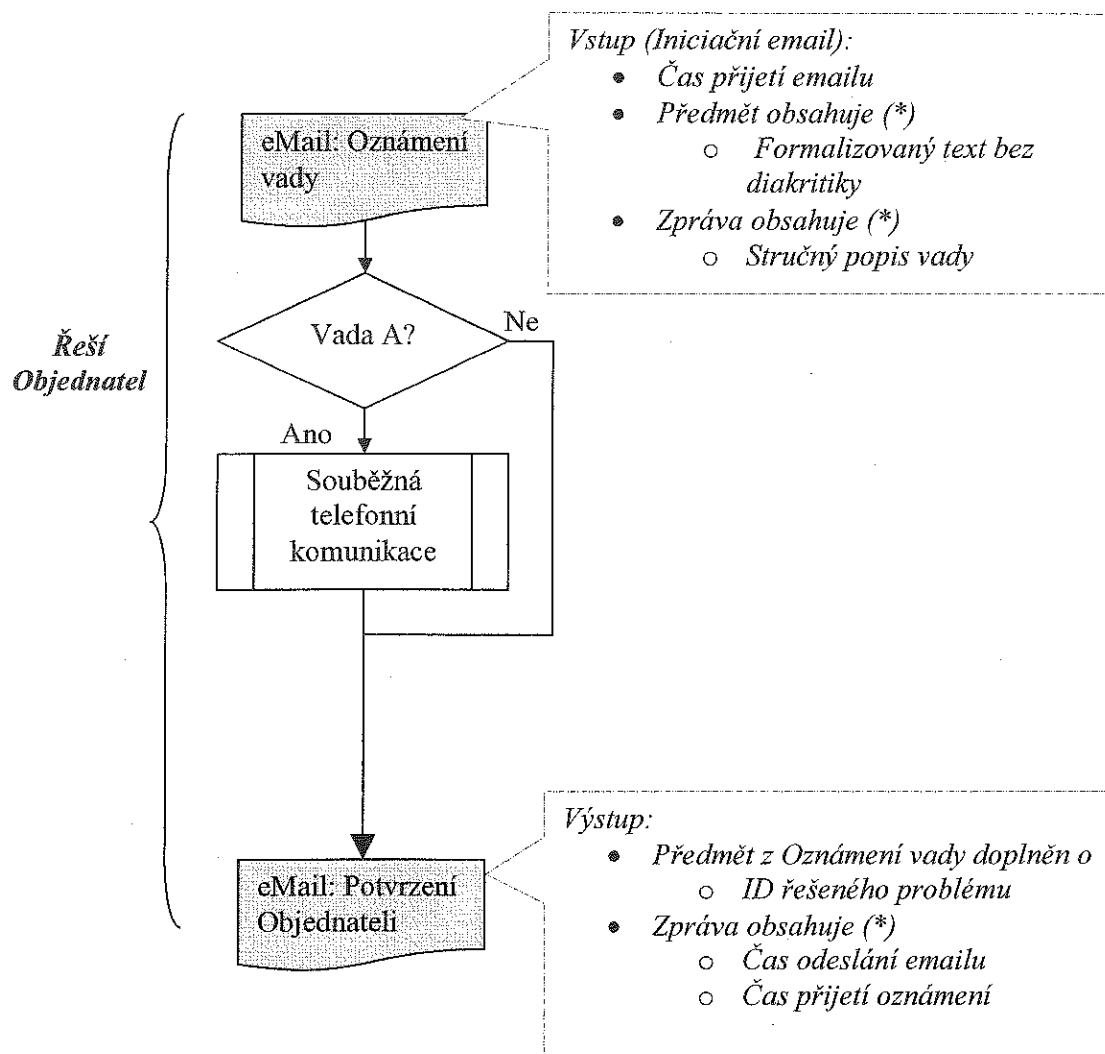 Vstup (Iniciační email):
• Čas přijetí emailu
• Předmět obsahuje (*)
o Formalizovaný text bez
diakritiky
• Zpráva obsahuje (*)
o Stručný popis vady
eMail: Oznámení
vady
Vada A?
Ne
Řeší
Objednatel
Ano
Souběžná
telefonní
komunikace
Výstup:
• Předmět z Oznámení vady doplněn o
o ID řešeného problému
• Zpráva obsahuje (*)
o Čas odeslání emailu
o Čas přijetí oznámení
eMail: Potvrzení
Objednateli